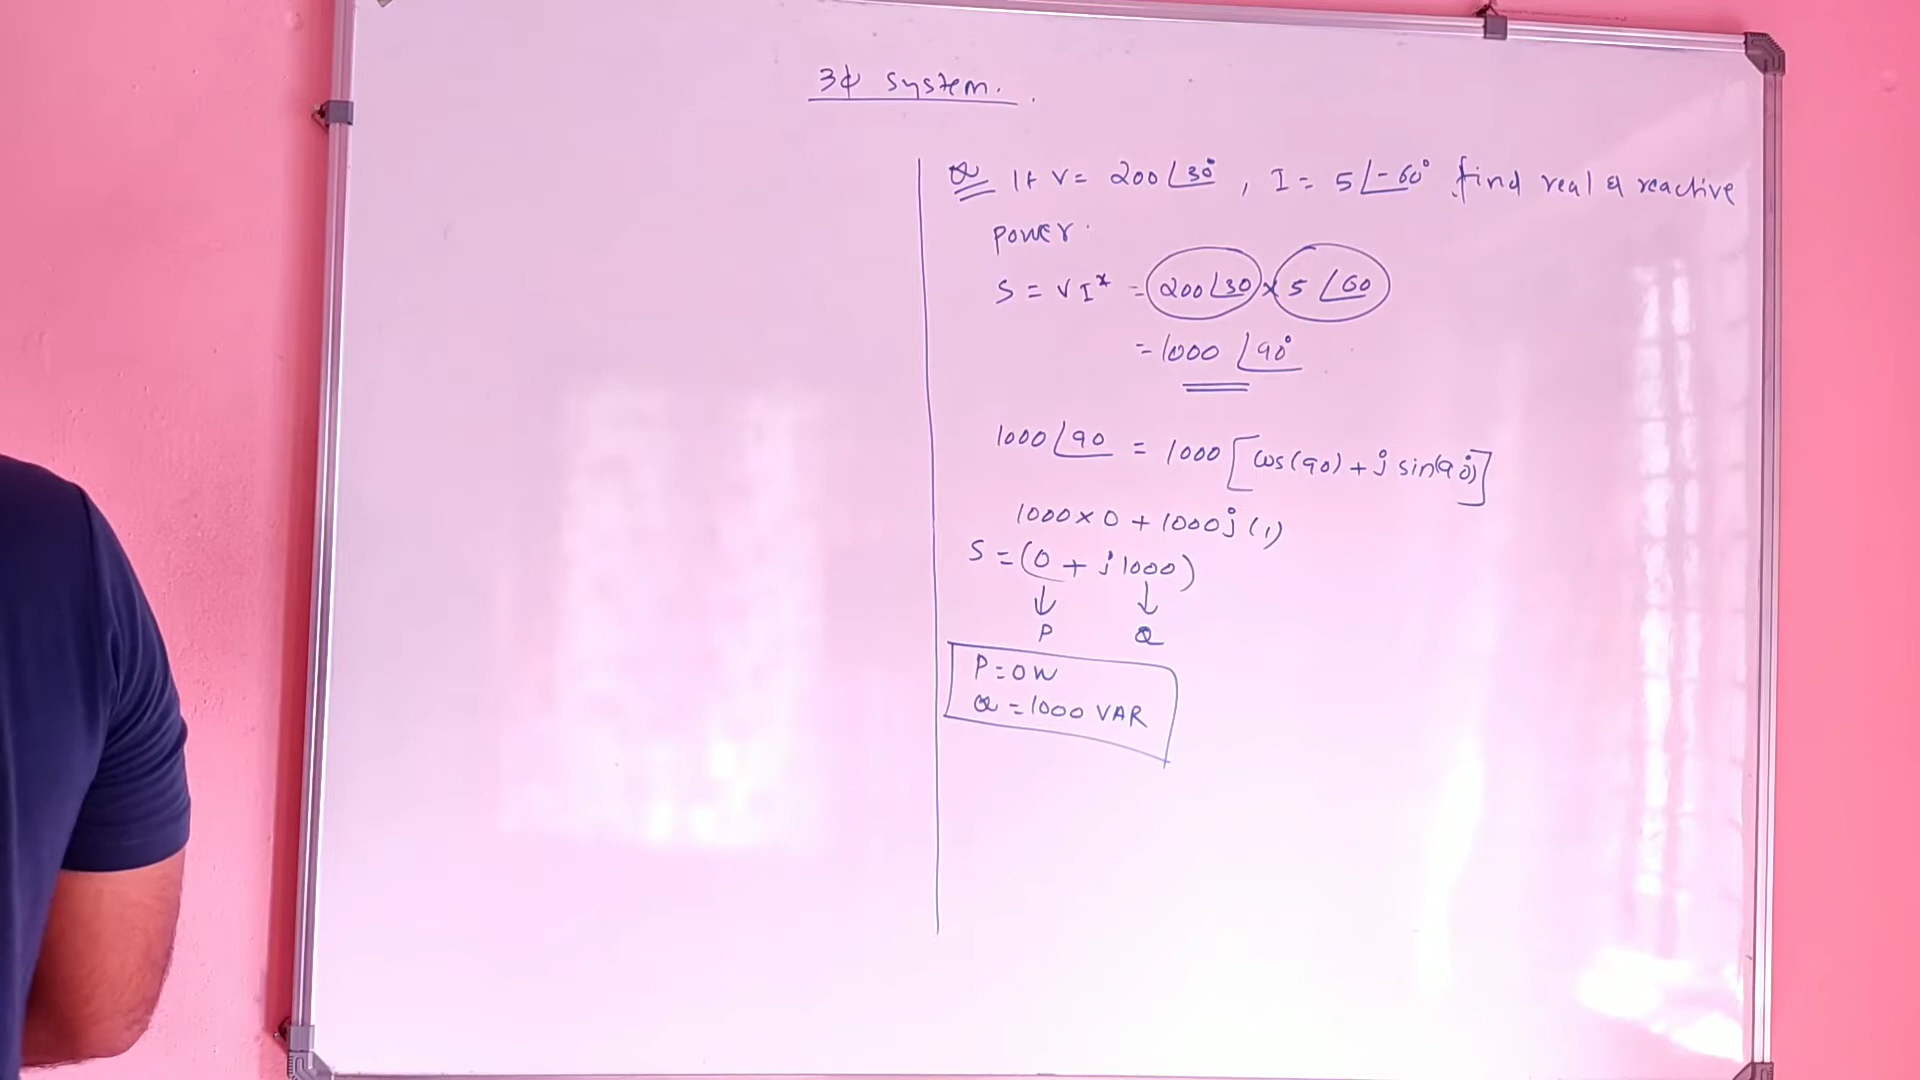 3ϕ system.
Q If V = 200∠30°, I = 5∠-60° find real & reactive
power.
S = VI* = 200∠30 × 5∠60
= 1000∠90°
1000∠90 = 1000[cos(90) + j sin(90°)]
1000×0 + 1000j(1)
S = (0 + j1000)
↓ ↓
P Q
P = 0 W
Q = 1000 VAR